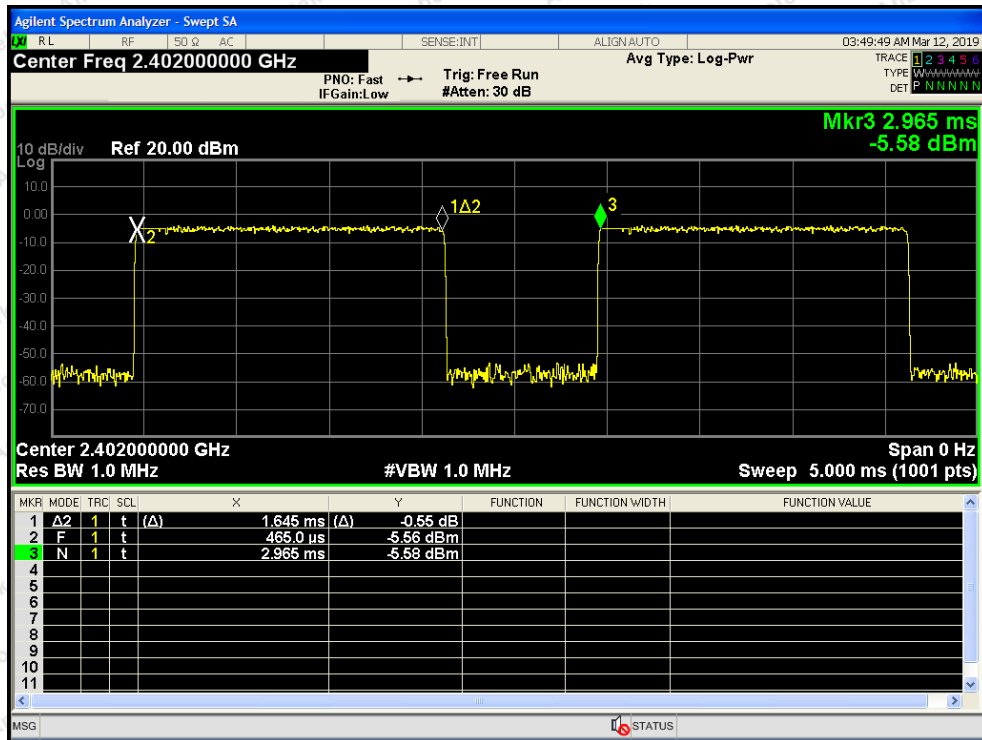 Agilent Spectrum Analyzer - Swept SA
LXI RL RF 50 Ω AC SENSE:INT ALIGNAUTO 03:49:49 AM Mar 12, 2019
Center Freq 2.402000000 GHz Avg Type: Log-Pwr TRACE 1 2 3 4 5 6
PNO: Fast Trig: Free Run TYPE WWWWWW
IFGain:Low #Atten: 30 dB DET P N N N N N
Mkr3 2.965 ms
10 dB/div Ref 20.00 dBm -5.58 dBm
Log
10.0
0.00
-10.0
-20.0
-30.0
-40.0
-50.0
-60.0
-70.0
2 1Δ2 3
Center 2.402000000 GHz Span 0 Hz
Res BW 1.0 MHz #VBW 1.0 MHz Sweep 5.000 ms (1001 pts)
MKR MODE TRC SCL X Y FUNCTION FUNCTION WIDTH FUNCTION VALUE
1 Δ2 1 t (Δ) 1.645 ms (Δ) -0.55 dB
2 F 1 t 465.0 µs -5.56 dBm
3 N 1 t 2.965 ms -5.58 dBm
4
5
6
7
8
9
10
11
MSG STATUS